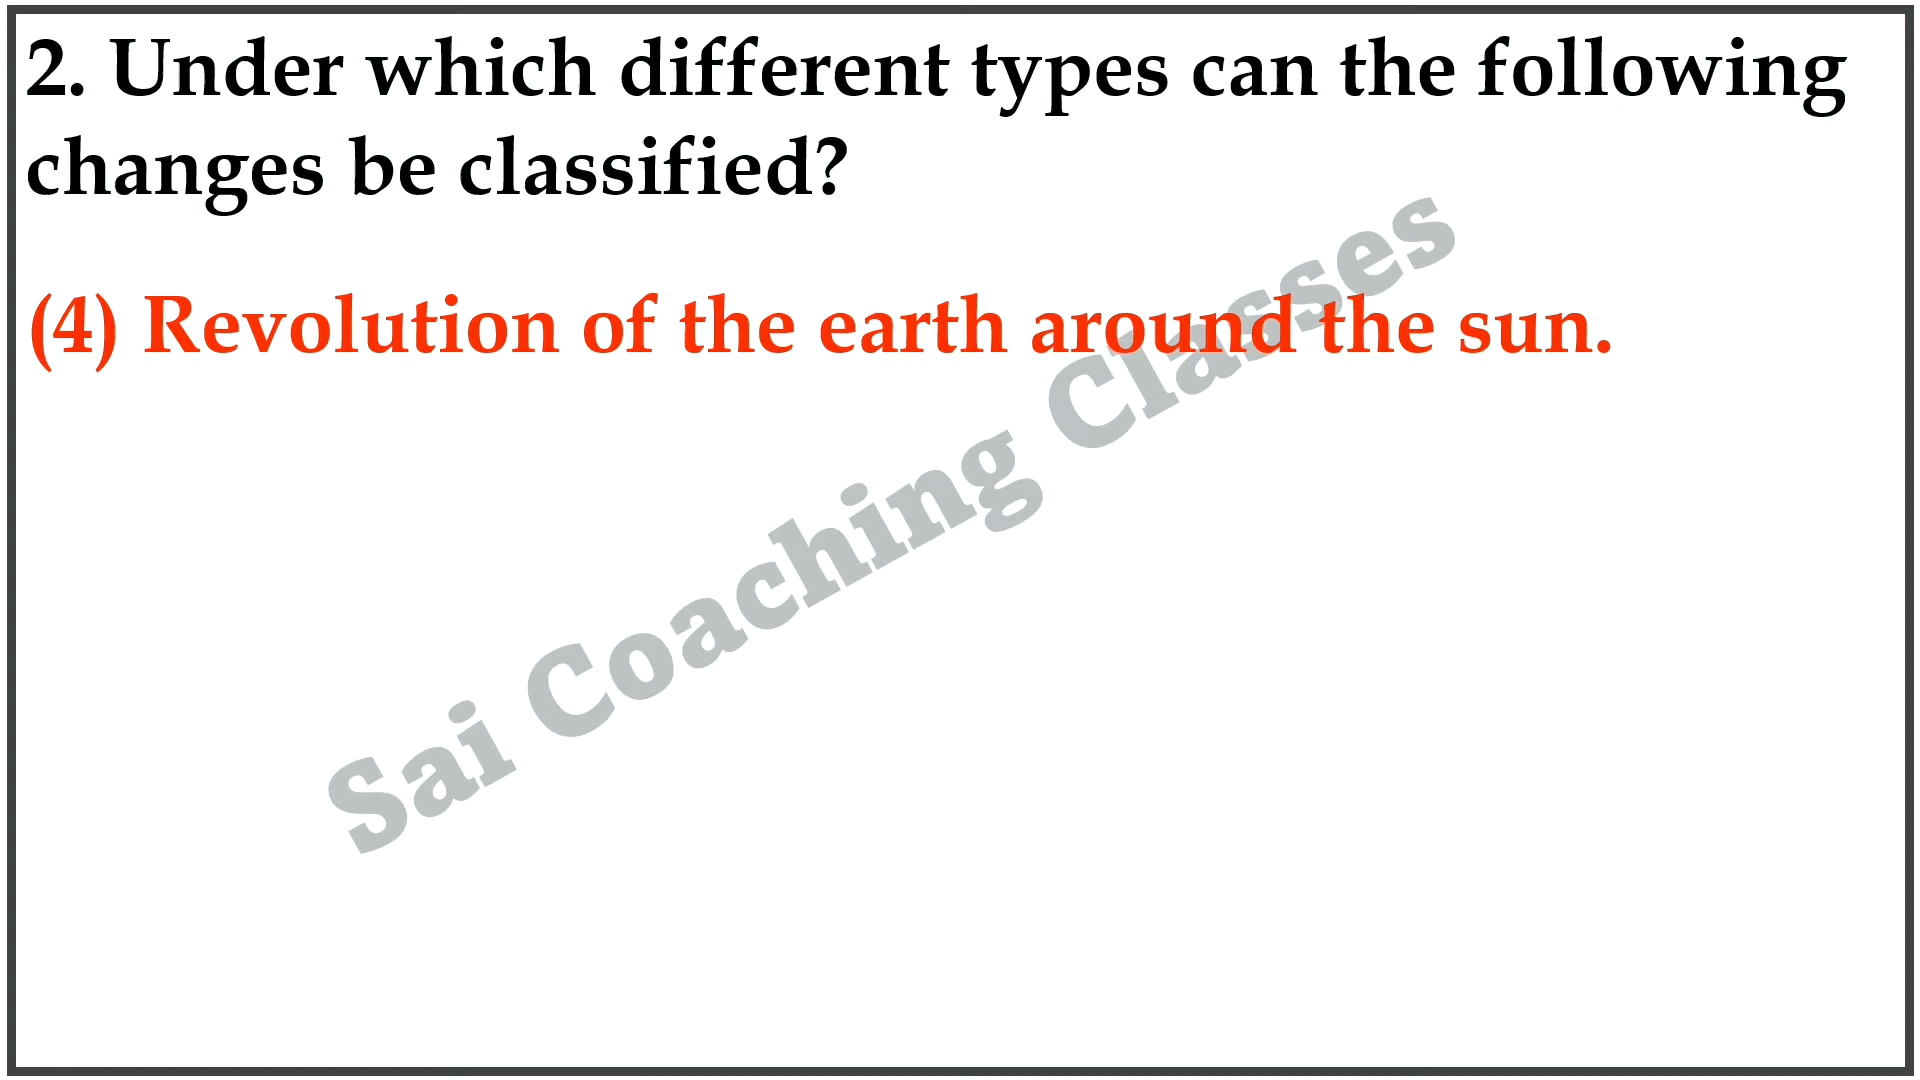 2. Under which different types can the following
changes be classified?
(4) Revolution of the earth around the sun.
Sai Coaching Classes